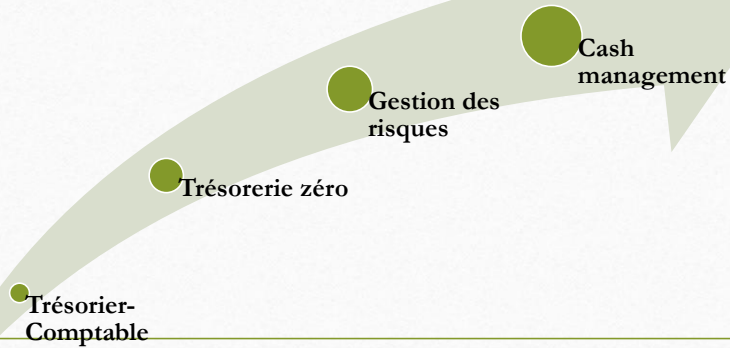 Cash
management
Gestion des
risques
Trésorerie zéro
Trésorier-
Comptable